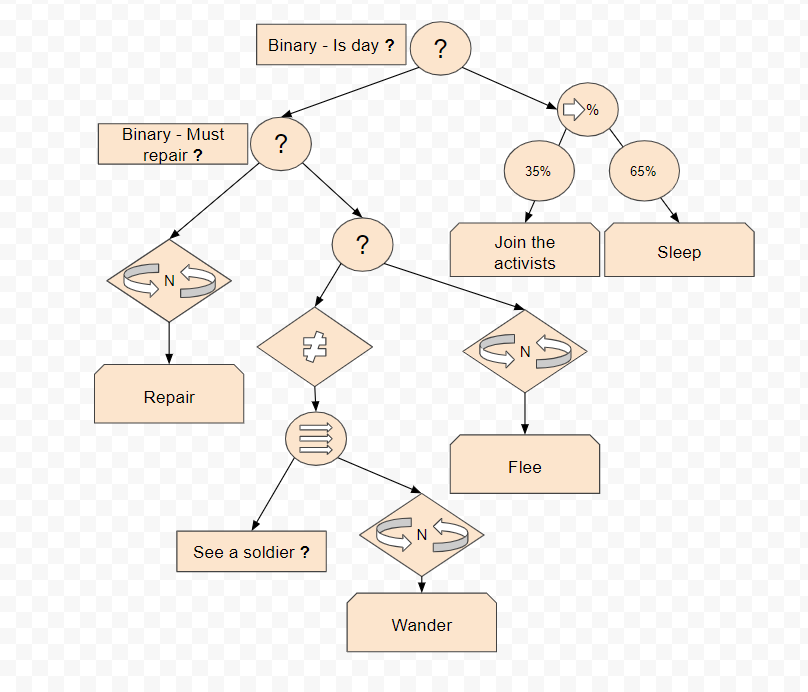 Binary - Is day ?
?
%
Binary - Must
repair ?
?
35%
65%
?
Join the
activists
Sleep
N
≠
N
Repair
Flee
N
See a soldier ?
Wander